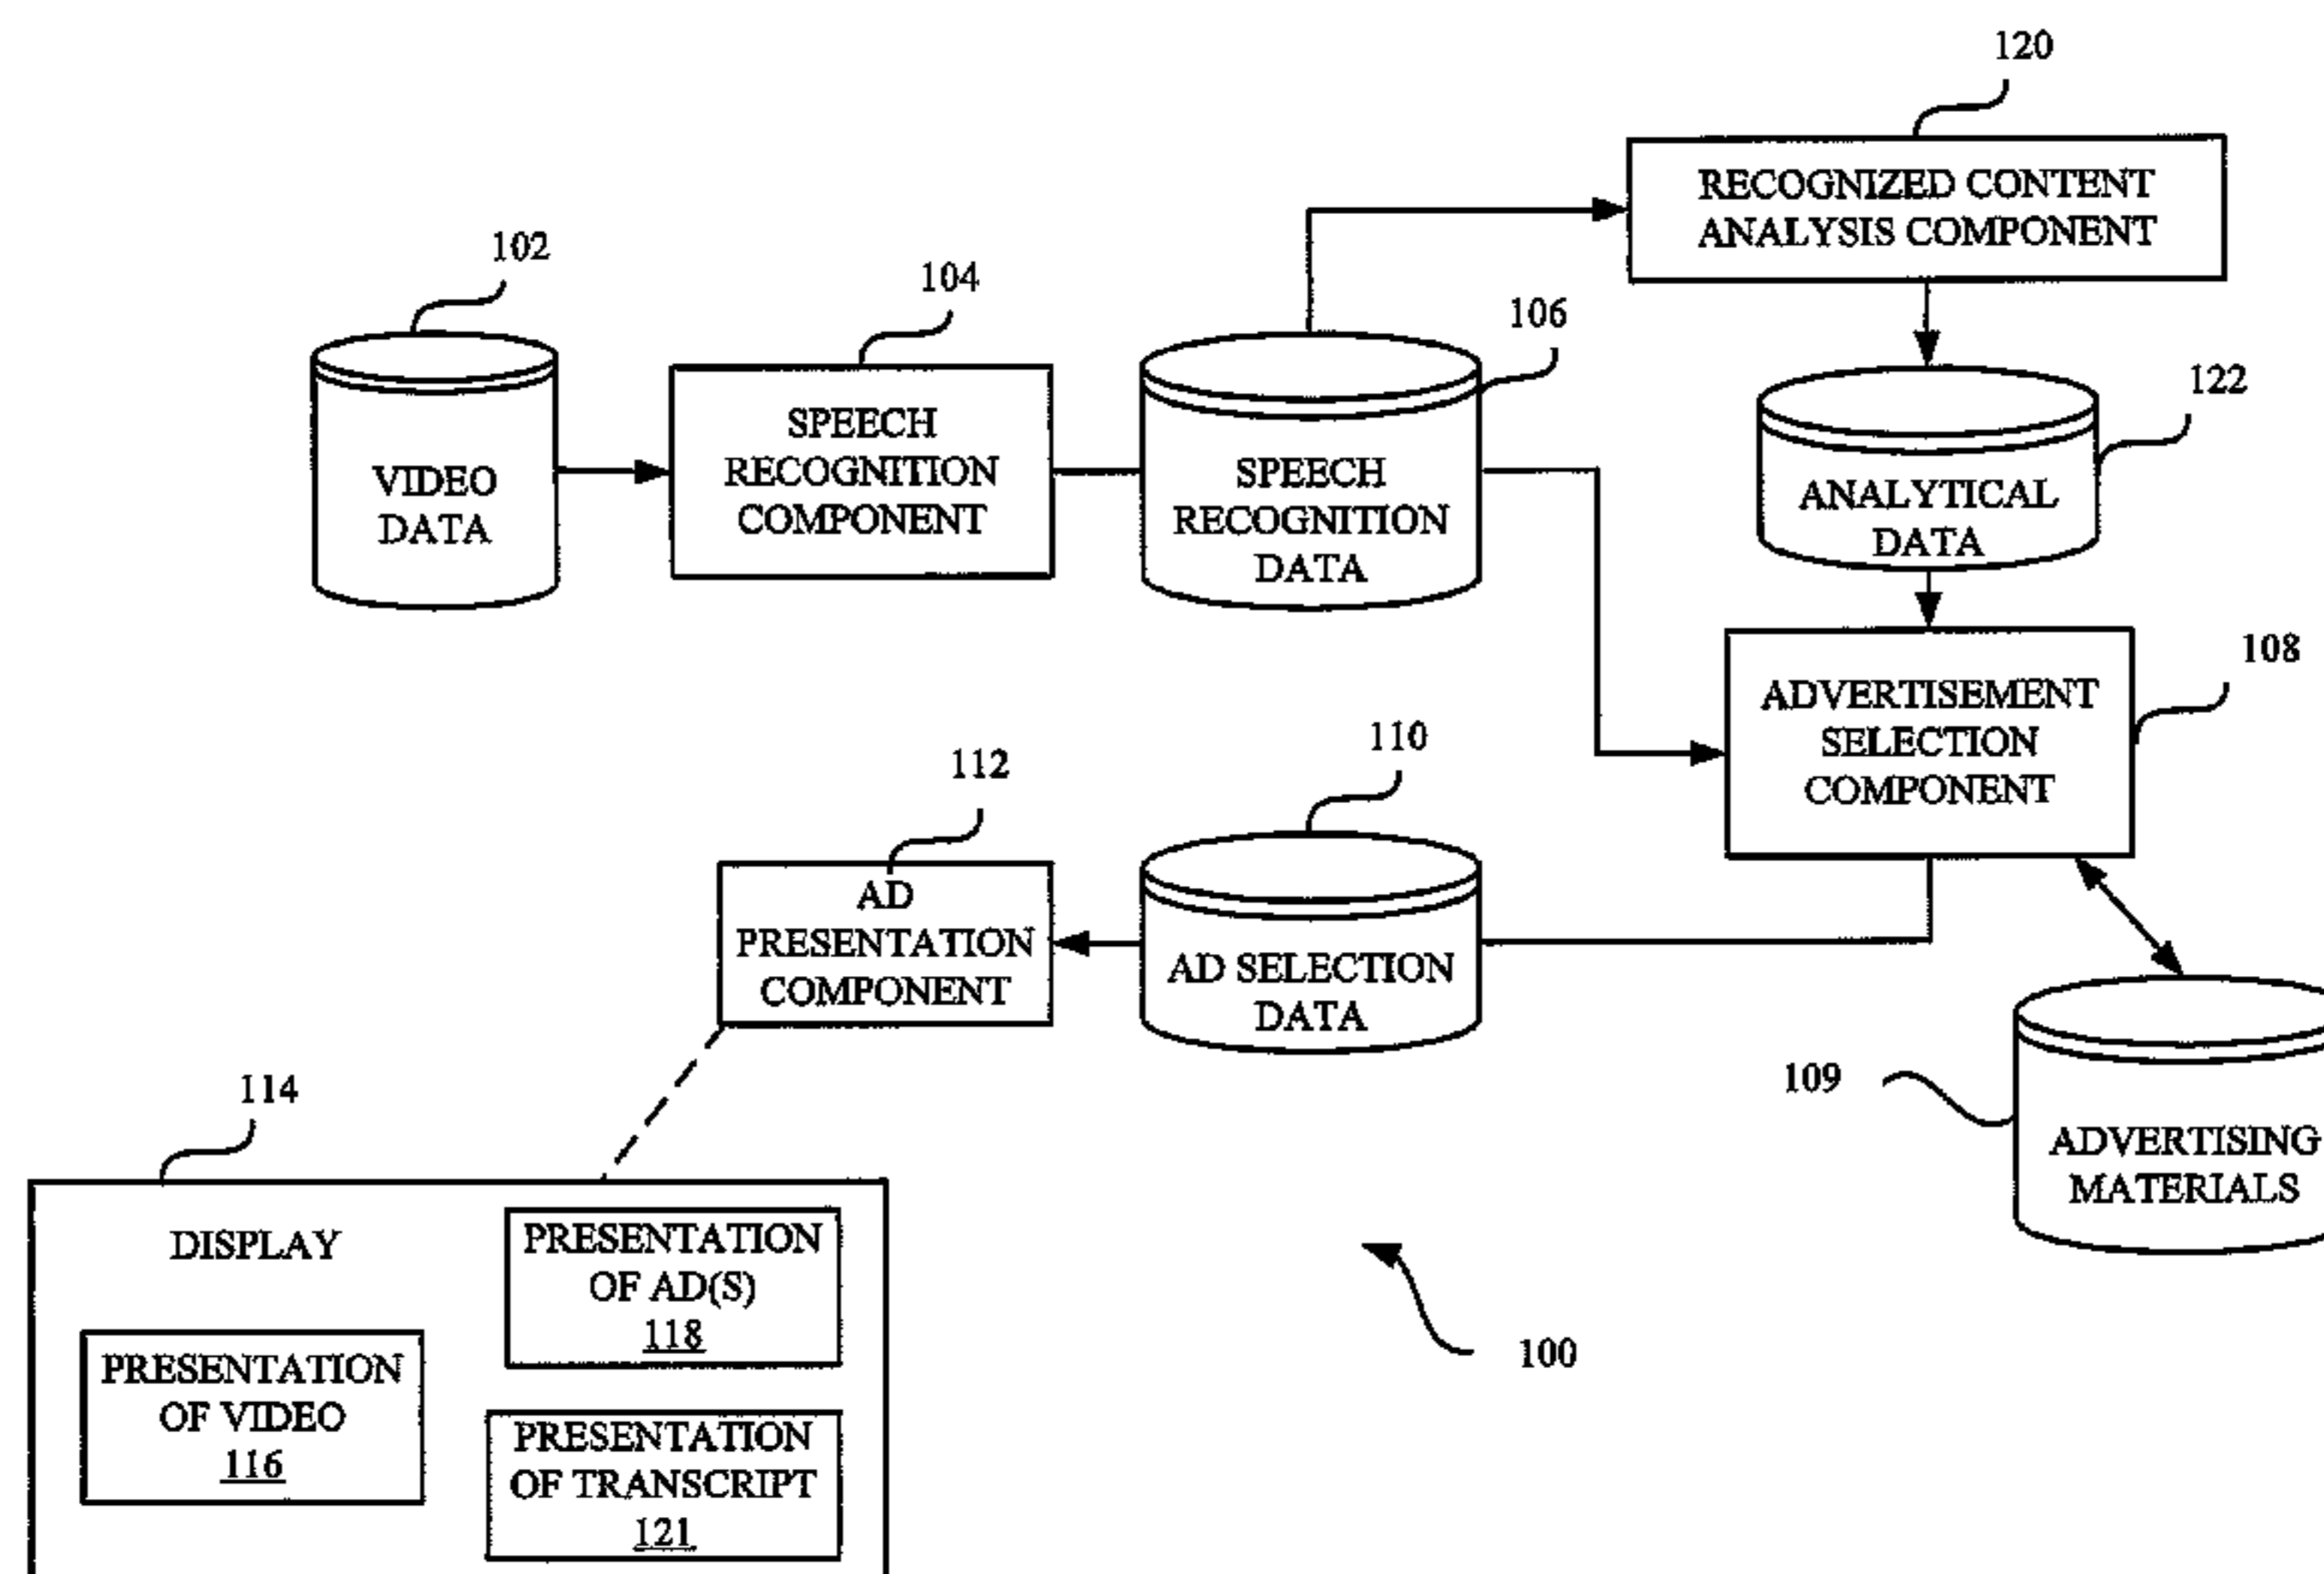 120
RECOGNIZED CONTENT
ANALYSIS COMPONENT
102
104
106
122
VIDEO
DATA
SPEECH
RECOGNITION
COMPONENT
SPEECH
RECOGNITION
DATA
ANALYTICAL
DATA
108
ADVERTISEMENT
SELECTION
COMPONENT
110
112
AD
PRESENTATION
COMPONENT
AD SELECTION
DATA
109
ADVERTISING
MATERIALS
114
DISPLAY
PRESENTATION
OF AD(S)
118
PRESENTATION
OF VIDEO
116
PRESENTATION
OF TRANSCRIPT
121
100